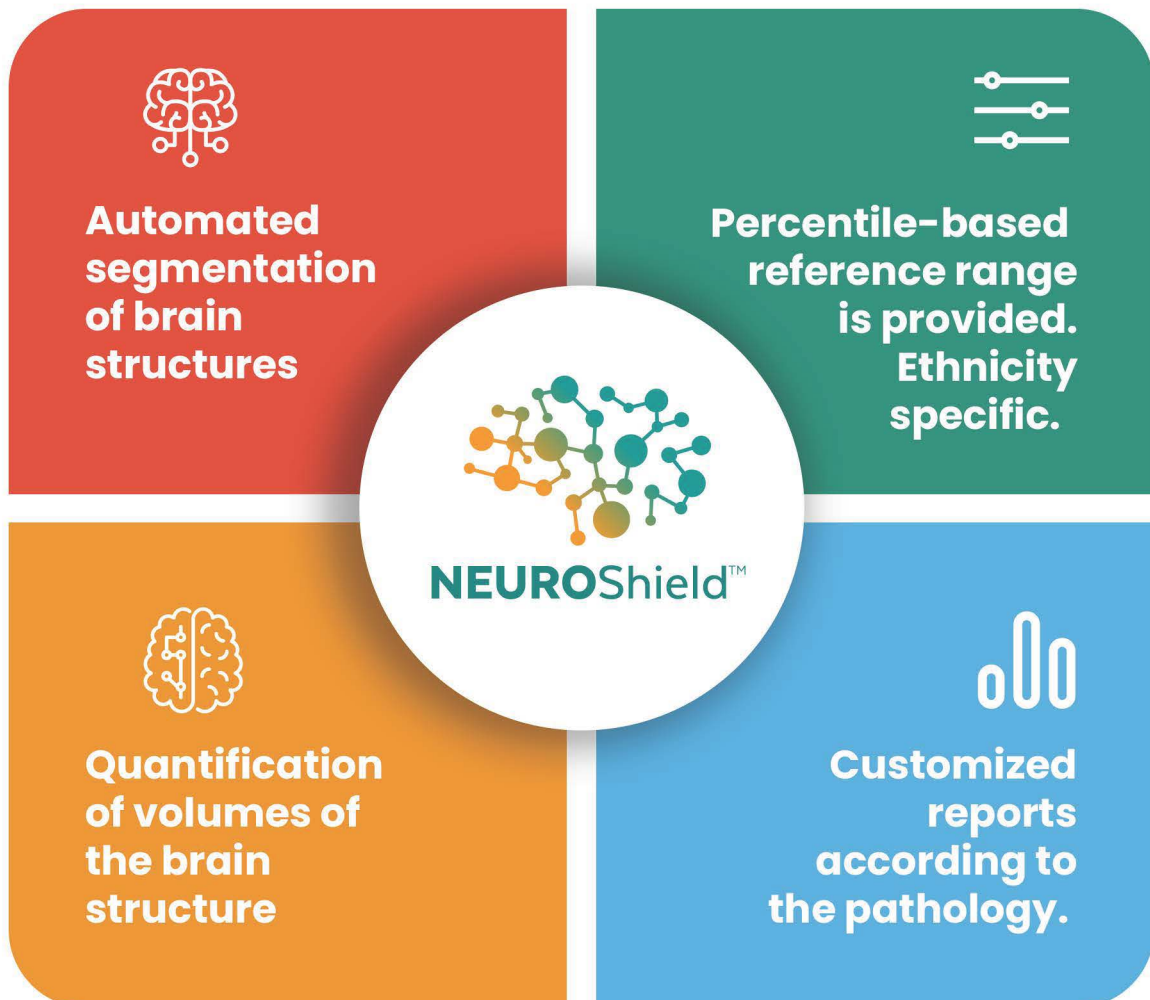 Automated
segmentation
of brain
structures
Percentile-based
reference range
is provided.
Ethnicity
specific.
NEUROShield™
Quantification
of volumes of
the brain
structure
Customized
reports
according to
the pathology.